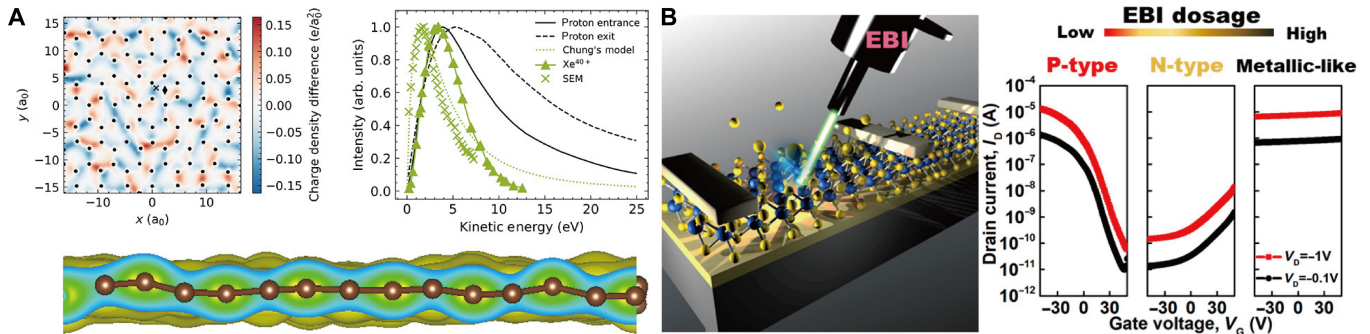 A
Charge density difference (e/a₀²)
15
10
5
0
−5
−10
−15
y (a₀)
−10
0
10
x (a₀)
0.15
0.10
0.05
0.00
−0.05
−0.10
−0.15
Intensity (arb. units)
1.0
0.8
0.6
0.4
0.2
0.0
0
5
10
15
20
25
Kinetic energy (eV)
Proton entrance
Proton exit
Chung's model
Xe⁴⁰⁺
SEM
B
EBI
EBI dosage
Low
High
P-type
N-type
Metallic-like
Drain current, I_D (A)
10⁻⁴
10⁻⁵
10⁻⁶
10⁻⁷
10⁻⁸
10⁻⁹
10⁻¹⁰
10⁻¹¹
10⁻¹²
−30 0 30
−30 0 30
−30 0 30
V_D=−1V
V_D=−0.1V
Gate voltage, V_G (V)